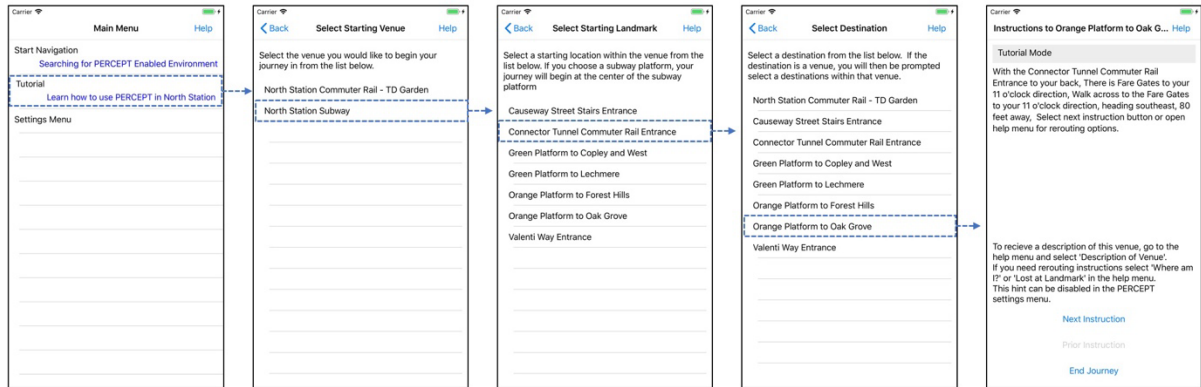 Carrier
Main Menu
Help
Start Navigation
Searching for PERCEPT Enabled Environment
Tutorial
Learn how to use PERCEPT in North Station
Settings Menu
Carrier
Back
Select Starting Venue
Help
Select the venue you would like to begin your
journey in from the list below.
North Station Commuter Rail - TD Garden
North Station Subway
Carrier
Back
Select Starting Landmark
Help
Select a starting location within the venue from the
list below. If you choose a subway platform, your
journey will begin at the center of the subway
platform
Causeway Street Stairs Entrance
Connector Tunnel Commuter Rail Entrance
Green Platform to Copley and West
Green Platform to Lechmere
Orange Platform to Forest Hills
Orange Platform to Oak Grove
Valenti Way Entrance
Carrier
Back
Select Destination
Help
Select a destination from the list below. If the
destination is a venue, you will then be prompted
select a destinations within that venue.
North Station Commuter Rail - TD Garden
Causeway Street Stairs Entrance
Connector Tunnel Commuter Rail Entrance
Green Platform to Copley and West
Green Platform to Lechmere
Orange Platform to Forest Hills
Orange Platform to Oak Grove
Valenti Way Entrance
Carrier
Instructions to Orange Platform to Oak G... Help
Tutorial Mode
With the Connector Tunnel Commuter Rail
Entrance to your back, There is Fare Gates to your
11 o'clock direction, Walk across to the Fare Gates
to your 11 o'clock direction, heading southeast, 80
feet away, Select next instruction button or open
help menu for rerouting options.
To recieve a description of this venue, go to the
help menu and select 'Description of Venue'.
If you need rerouting instructions select 'Where am
I?' or 'Lost at Landmark' in the help menu.
This hint can be disabled in the PERCEPT
settings menu.
Next Instruction
Prior Instruction
End Journey